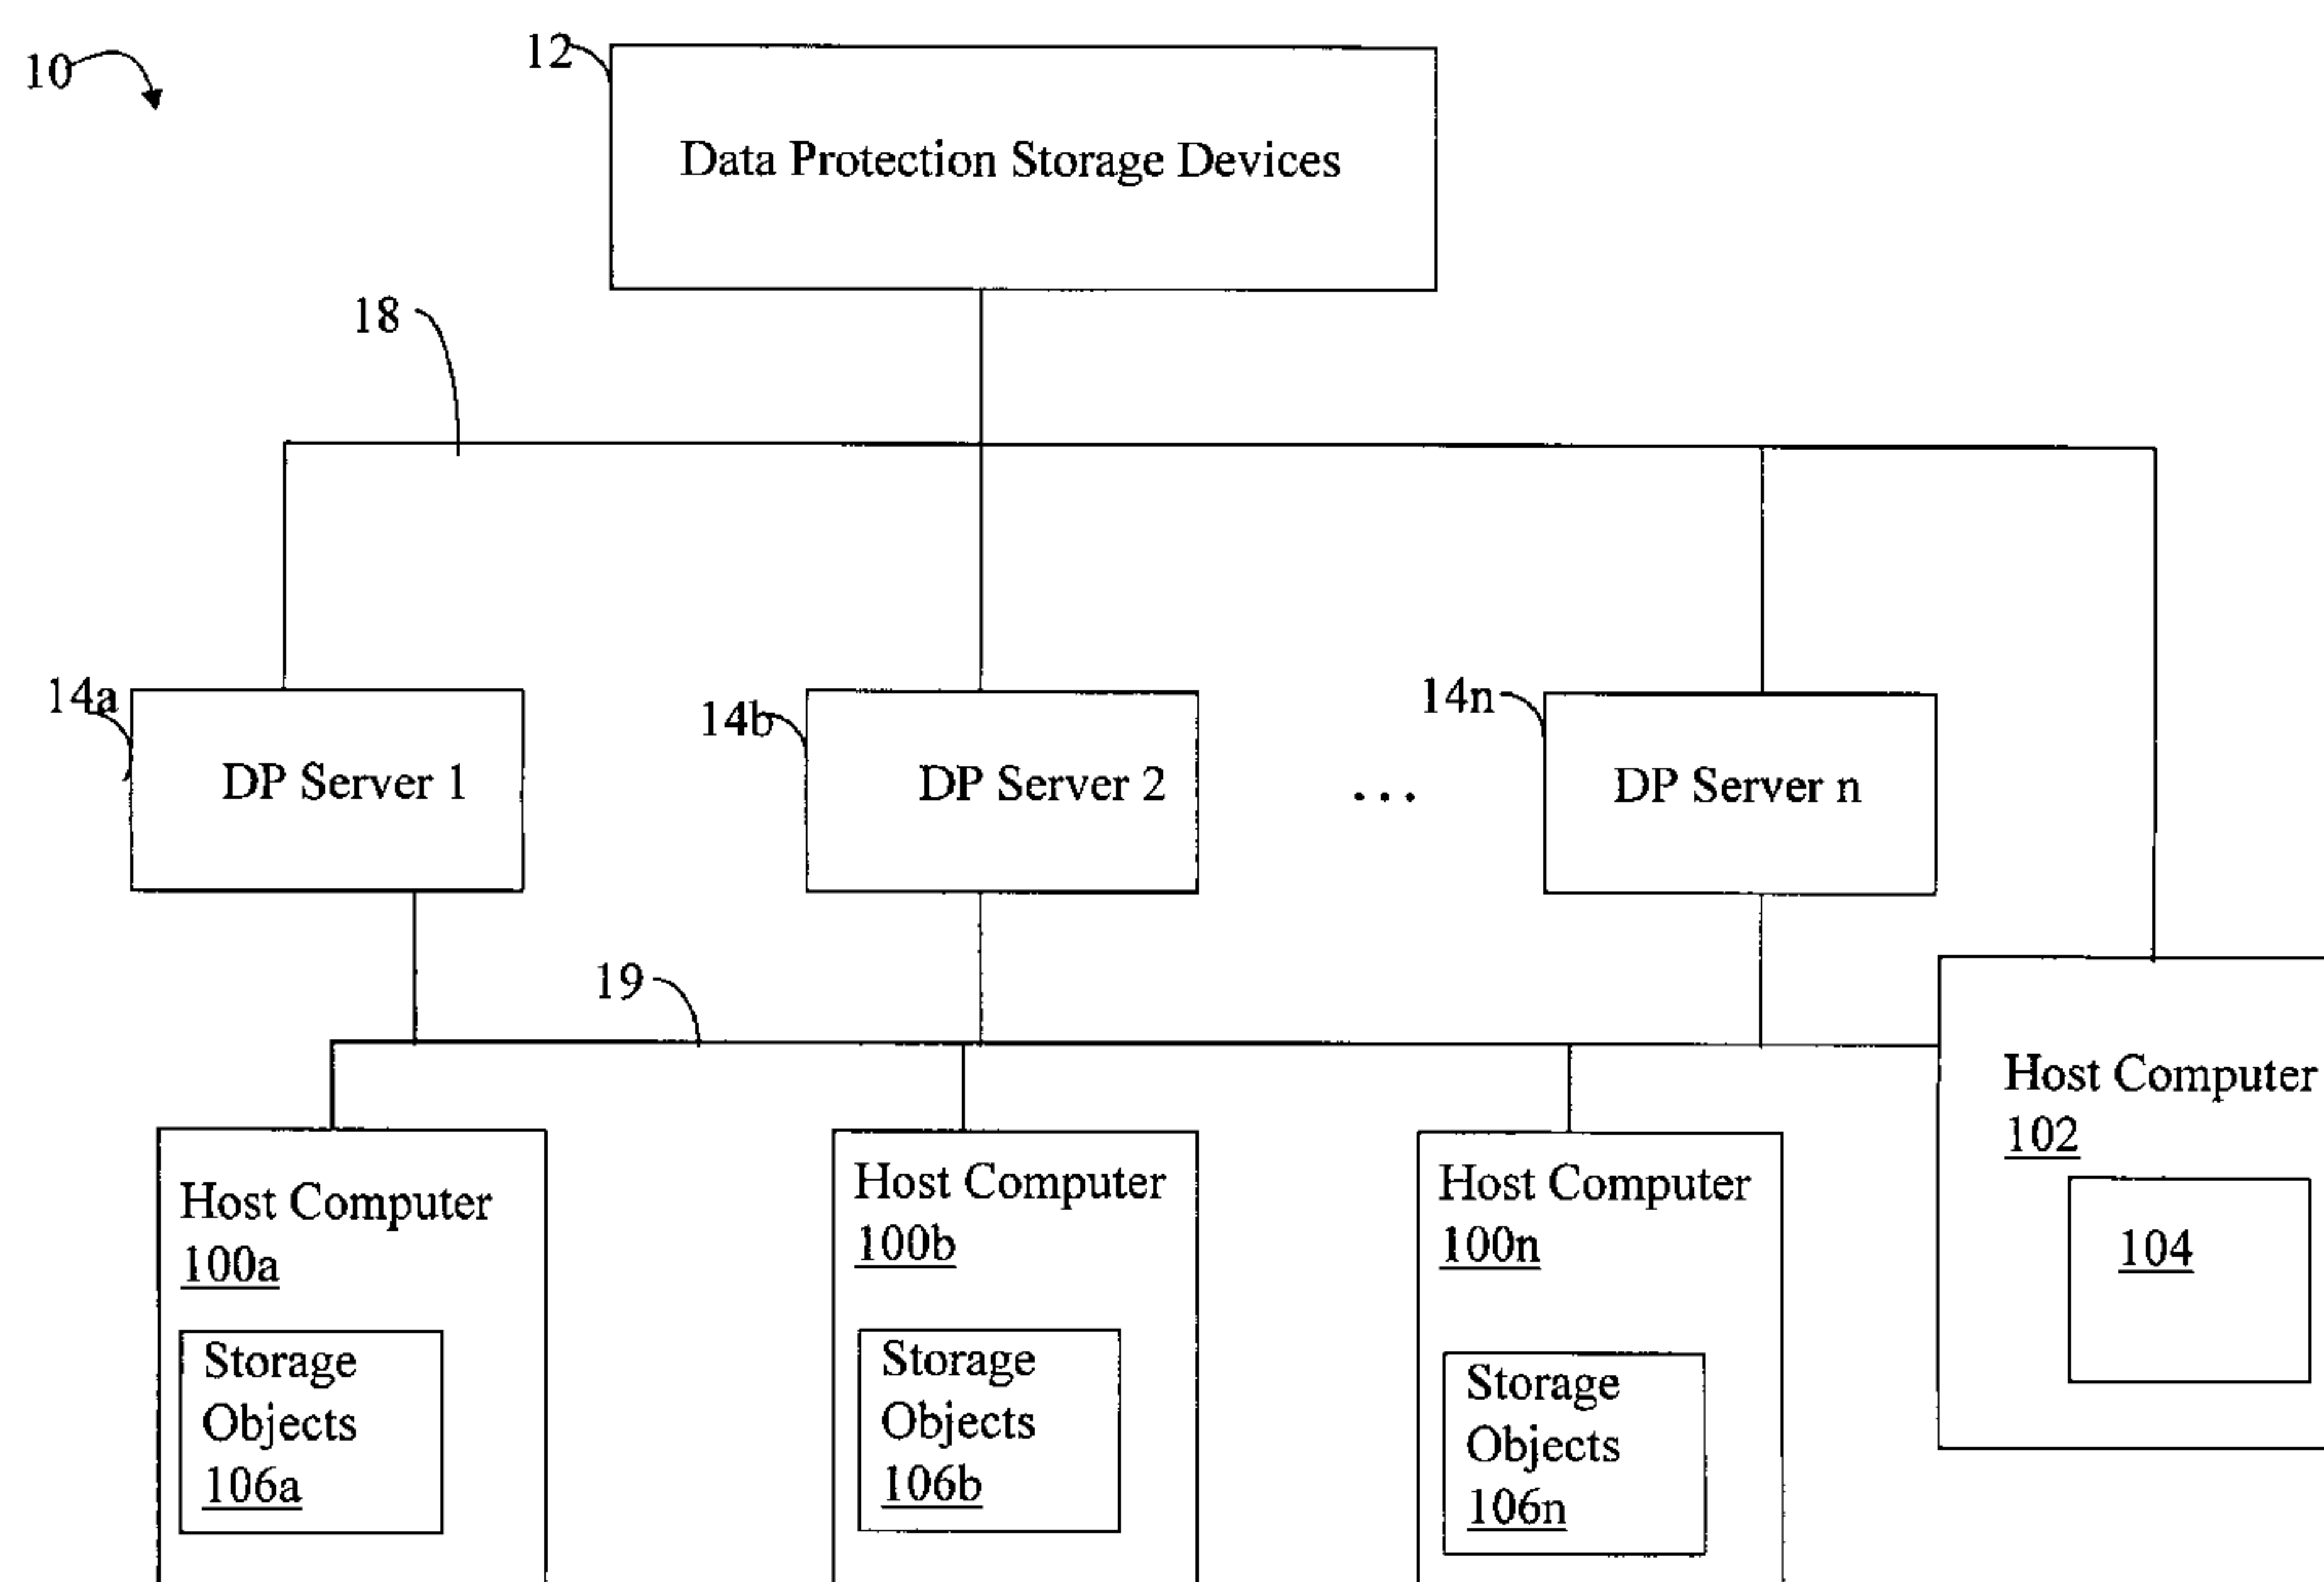 10
12
Data Protection Storage Devices
18
14a
DP Server 1
14b
DP Server 2
...
14n
DP Server n
19
Host Computer
102
104
Host Computer
100a
Storage
Objects
106a
Host Computer
100b
Storage
Objects
106b
Host Computer
100n
Storage
Objects
106n